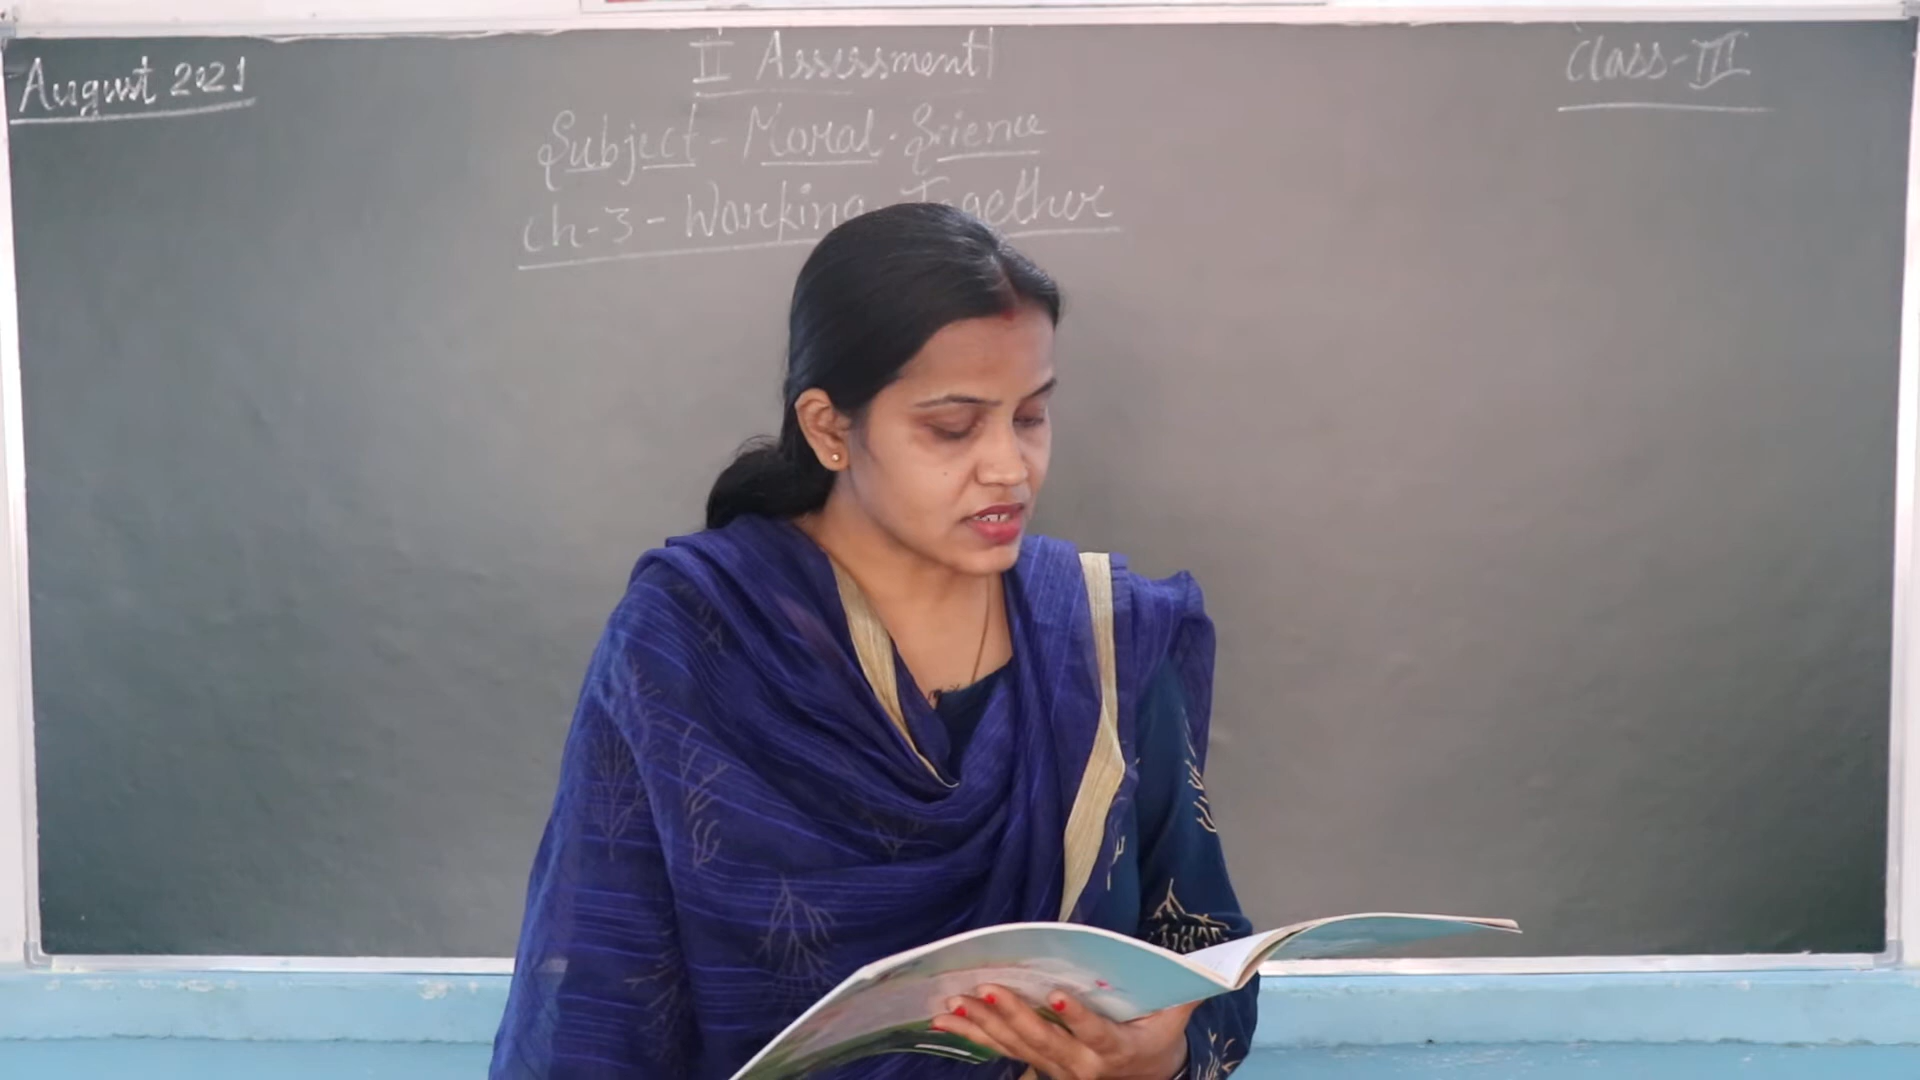 August 2021
II Assessment
Class-III
Subject - Moral. Science
Ch-3 - Working Together